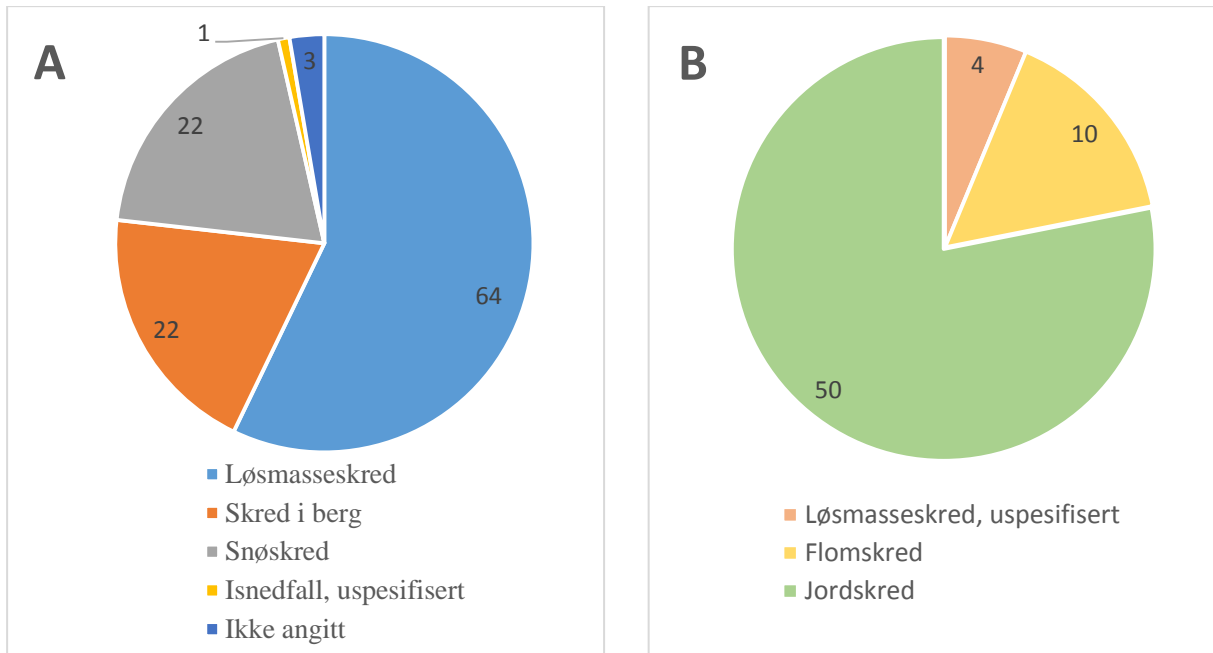 A
1
3
22
22
64
Løsmasseskred
Skred i berg
Snøskred
Isnedfall, uspesifisert
Ikke angitt
B
4
10
50
Løsmasseskred, uspesifisert
Flomskred
Jordskred